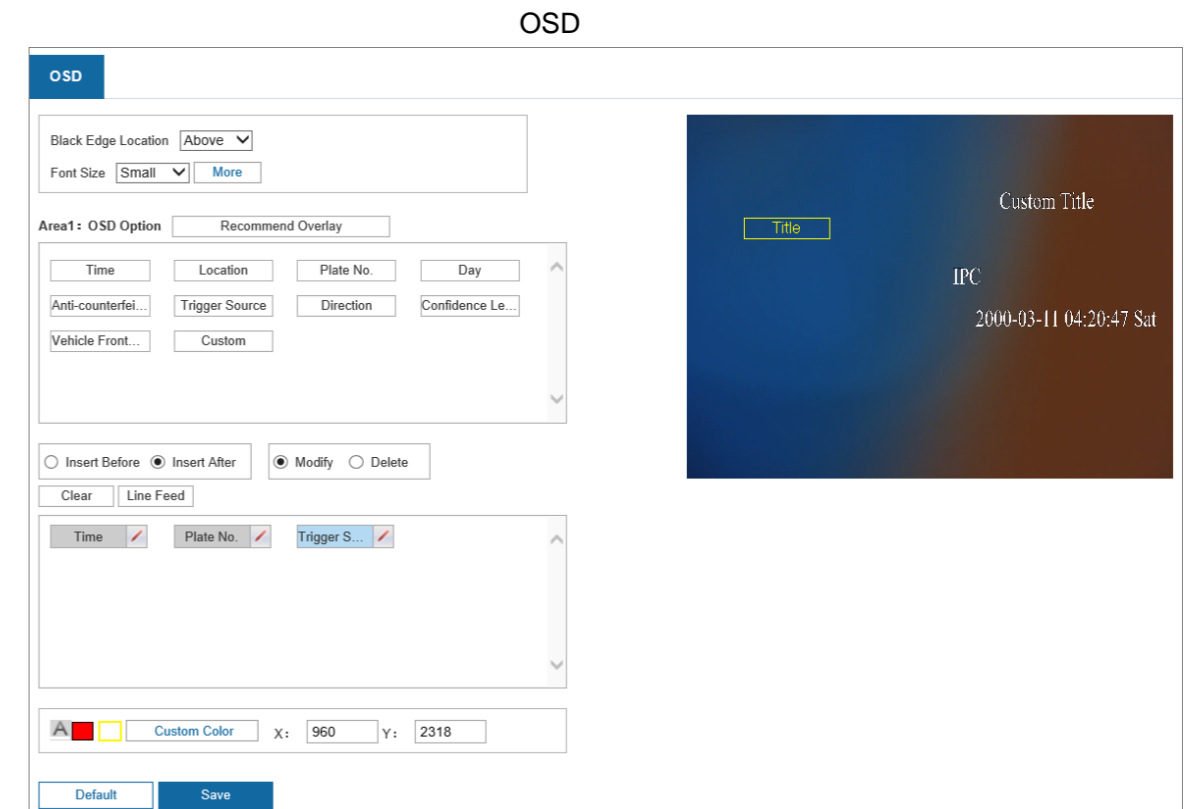 OSD
OSD
Black Edge Location Above
Font Size Small More
Area1: OSD Option Recommend Overlay
Time Location Plate No. Day
Anti-counterfei... Trigger Source Direction Confidence Le...
Vehicle Front... Custom
Insert Before Insert After Modify Delete
Clear Line Feed
Time Plate No. Trigger S...
A Custom Color X: 960 Y: 2318
Default Save
Custom Title
Title
IPC
2000-03-11 04:20:47 Sat